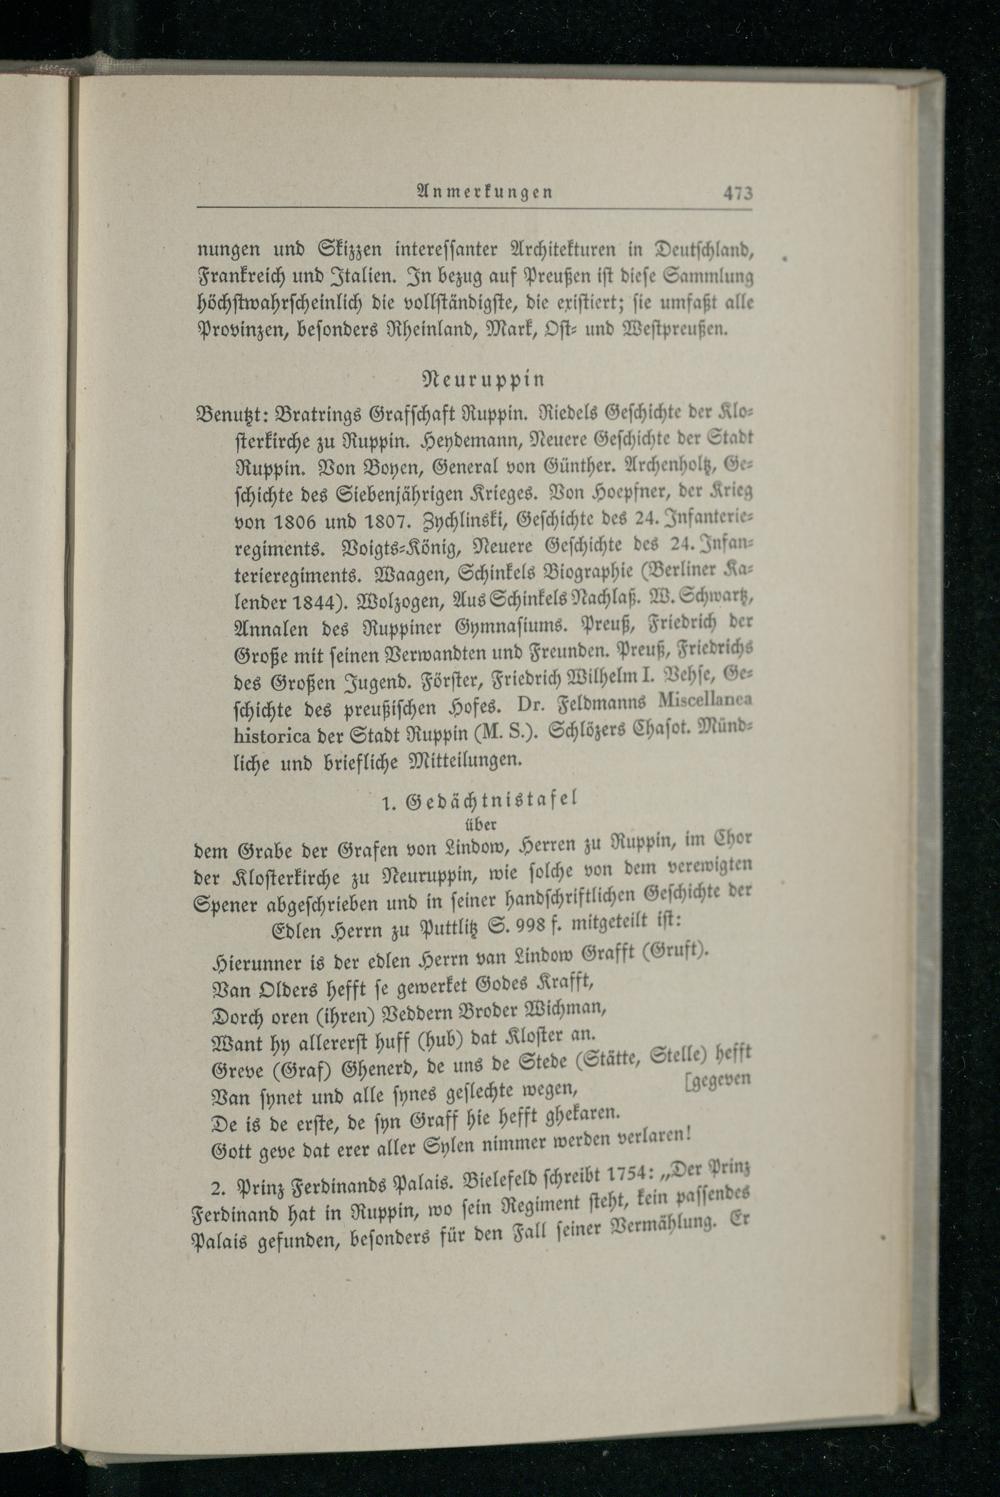 Anmerkungen 473
nungen und Skizzen interessanter Architekturen in Deutschland,
Frankreich und Italien. In bezug auf Preußen ist diese Sammlung
höchstwahrscheinlich die vollständigste, die existiert; sie umfaßt alle
Provinzen, besonders Rheinland, Mark, Ost- und Westpreußen.
Neuruppin
Benutzt: Bratrings Grafschaft Ruppin. Riedels Geschichte der Klo-
sterkirche zu Ruppin. Heydemann, Neuere Geschichte der Stadt
Ruppin. Von Boyen, General von Günther. Archenholtz, Ge-
schichte des Siebenjährigen Krieges. Von Hoepfner, der Krieg
von 1806 und 1807. Zychlinski, Geschichte des 24. Infanterie-
regiments. Voigts-König, Neuere Geschichte des 24. Infan-
terieregiments. Waagen, Schinkels Biographie (Berliner Ka-
lender 1844). Wolzogen, Aus Schinkels Nachlaß. W. Schwartz,
Annalen des Ruppiner Gymnasiums. Preuß, Friedrich der
Große mit seinen Verwandten und Freunden. Preuß, Friedrichs
des Großen Jugend. Förster, Friedrich Wilhelm I. Vehse, Ge-
schichte des preußischen Hofes. Dr. Feldmanns Miscellanea
historica der Stadt Ruppin (M. S.). Schlözers Chasot. Münd-
liche und briefliche Mitteilungen.
1. Gedächtnistafel
über
dem Grabe der Grafen von Lindow, Herren zu Ruppin, im Chor
der Klosterkirche zu Neuruppin, wie solche von dem verewigten
Spener abgeschrieben und in seiner handschriftlichen Geschichte der
Edlen Herrn zu Puttlitz S. 998 f. mitgeteilt ist:
Hierunner is der edlen Herrn van Lindow Grafft (Gruft).
Van Olders hefft se gewerket Godes Krafft,
Dorch oren (ihren) Veddern Broder Wichman,
Want hy allererst huff (hub) dat Kloster an.
Greve (Graf) Ghenerd, de uns de Stede (Stätte, Stelle) hefft
Van synet und alle synes geslechte wegen, [gegeven
De is de erste, de syn Graff hie hefft ghekaren.
Gott geve dat erer aller Sylen nimmer werden verlaren!
2. Prinz Ferdinands Palais. Bielefeld schreibt 1754: „Der Prinz
Ferdinand hat in Ruppin, wo sein Regiment steht, kein passendes
Palais gefunden, besonders für den Fall seiner Vermählung. Er